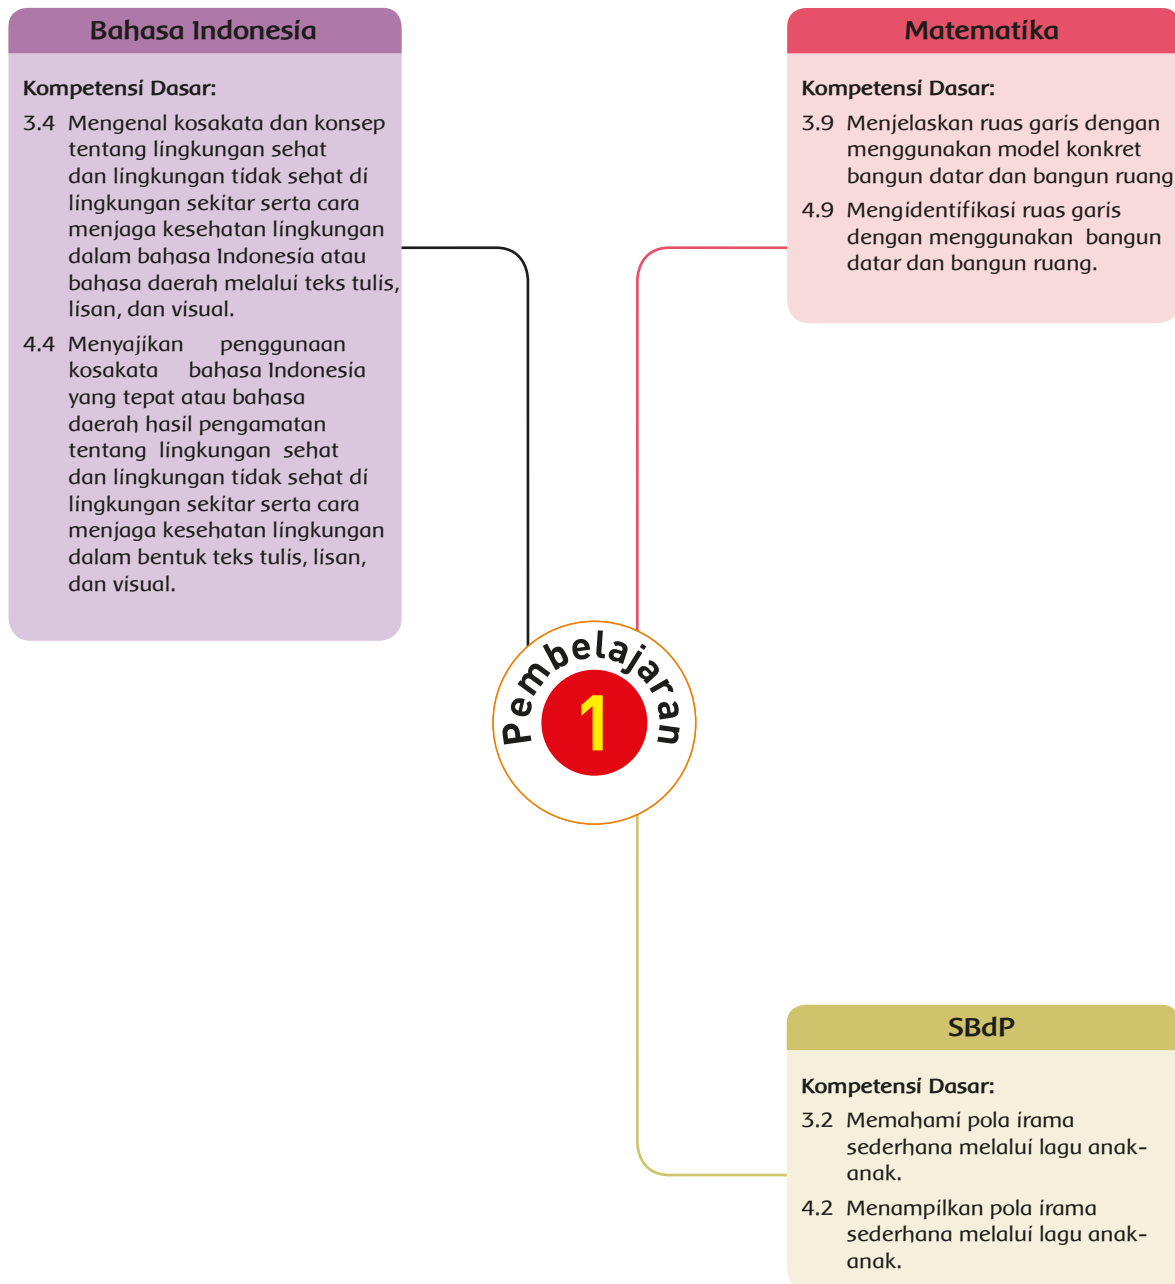 Bahasa Indonesia
Kompetensi Dasar:
3.4 Mengenal kosakata dan konsep
tentang lingkungan sehat
dan lingkungan tidak sehat di
lingkungan sekitar serta cara
menjaga kesehatan lingkungan
dalam bahasa Indonesia atau
bahasa daerah melalui teks tulis,
lisan, dan visual.
4.4 Menyajikan penggunaan
kosakata bahasa Indonesia
yang tepat atau bahasa
daerah hasil pengamatan
tentang lingkungan sehat
dan lingkungan tidak sehat di
lingkungan sekitar serta cara
menjaga kesehatan lingkungan
dalam bentuk teks tulis, lisan,
dan visual.
Matematika
Kompetensi Dasar:
3.9 Menjelaskan ruas garis dengan
menggunakan model konkret
bangun datar dan bangun ruang
4.9 Mengidentifikasi ruas garis
dengan menggunakan bangun
datar dan bangun ruang.
Pembelajaran
1
SBdP
Kompetensi Dasar:
3.2 Memahami pola irama
sederhana melalui lagu anak-
anak.
4.2 Menampilkan pola irama
sederhana melalui lagu anak-
anak.